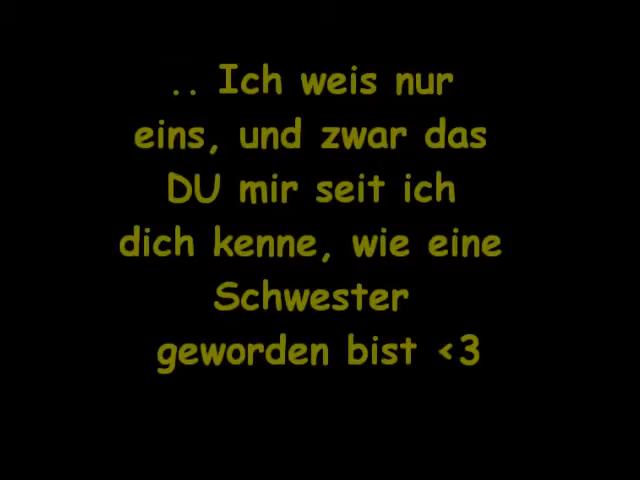 .. Ich weis nur
eins, und zwar das
DU mir seit ich
dich kenne, wie eine
Schwester
geworden bist <3